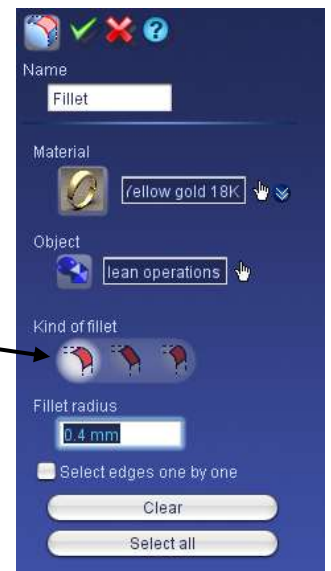 Name
Fillet
Material
Yellow gold 18K
Object
lean operations
Kind of fillet
Fillet radius
0.4 mm
Select edges one by one
Clear
Select all